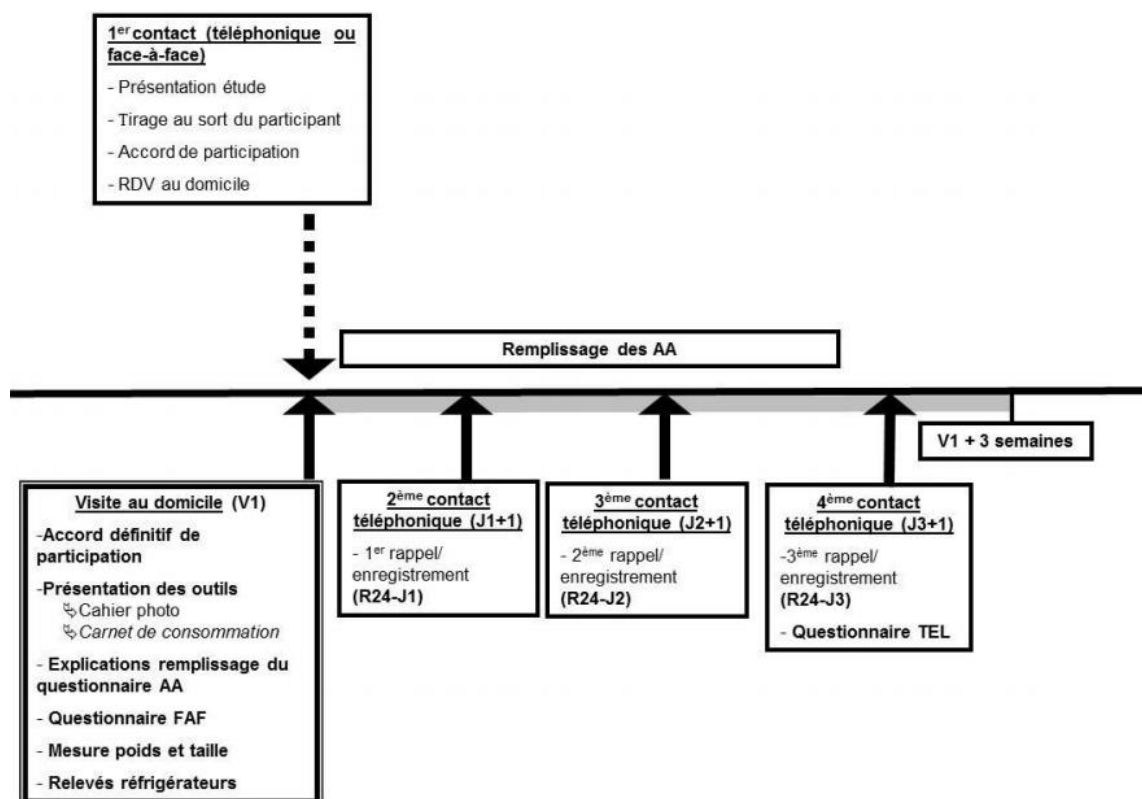 1er contact (téléphonique ou
face-à-face)
- Présentation étude
- Tirage au sort du participant
- Accord de participation
- RDV au domicile
Remplissage des AA
V1 + 3 semaines
Visite au domicile (V1)
-Accord définitif de
participation
-Présentation des outils
Cahier photo
Carnet de consommation
- Explications remplissage du
questionnaire AA
- Questionnaire FAF
- Mesure poids et taille
- Relevés réfrigérateurs
2ème contact
téléphonique (J1+1)
- 1er rappel/
enregistrement
(R24-J1)
3ème contact
téléphonique (J2+1)
- 2ème rappel/
enregistrement
(R24-J2)
4ème contact
téléphonique (J3+1)
-3ème rappel/
enregistrement
(R24-J3)
- Questionnaire TEL